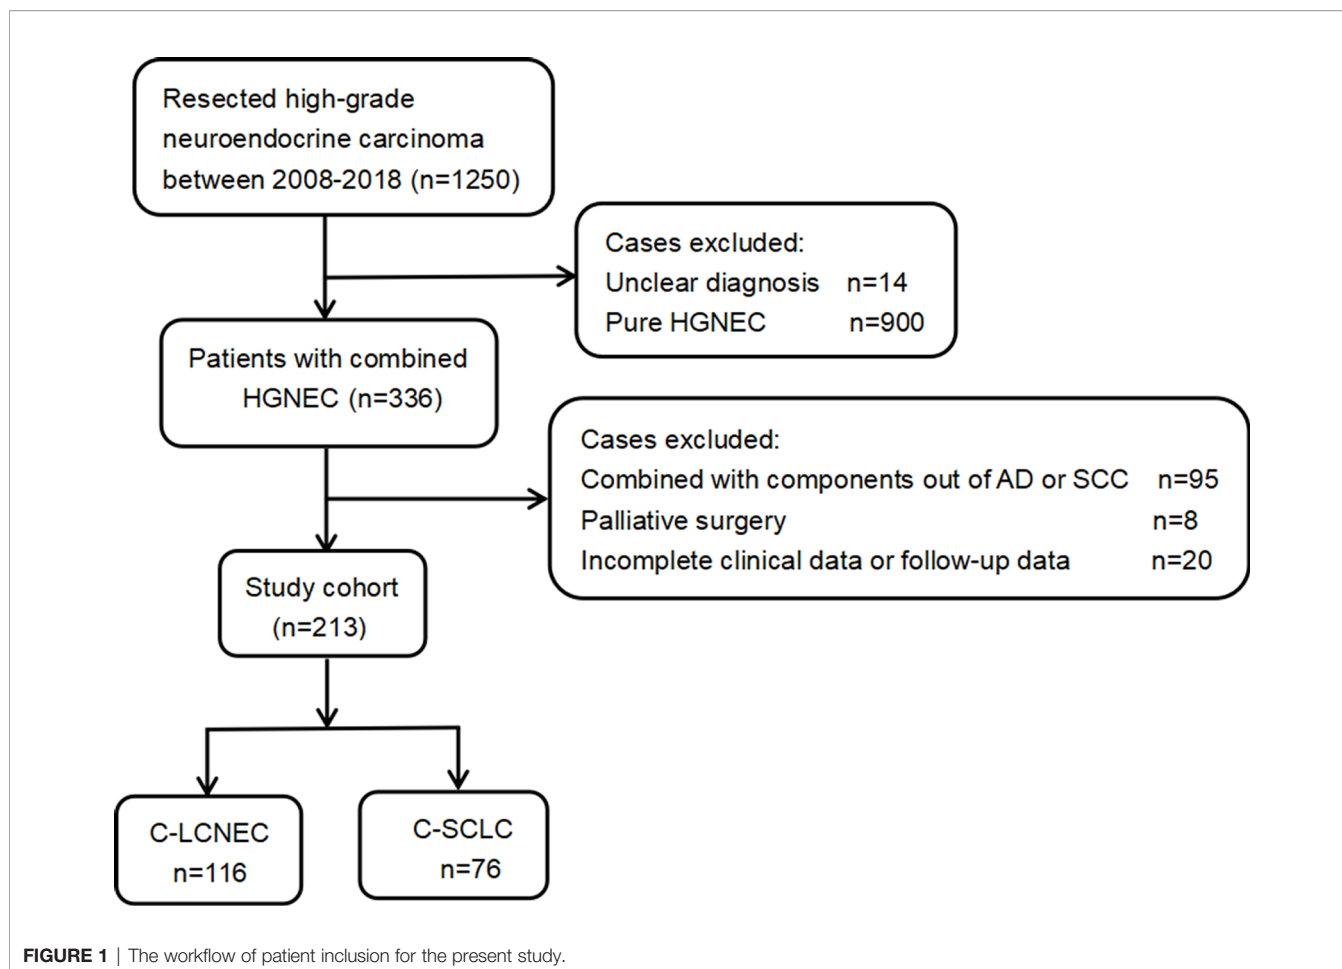 Resected high-grade
neuroendocrine carcinoma
between 2008-2018 (n=1250)
Cases excluded:
Unclear diagnosis n=14
Pure HGNEC n=900
Patients with combined
HGNEC (n=336)
Cases excluded:
Combined with components out of AD or SCC n=95
Palliative surgery n=8
Incomplete clinical data or follow-up data n=20
Study cohort
(n=213)
C-LCNEC
n=116
C-SCLC
n=76
FIGURE 1 | The workflow of patient inclusion for the present study.